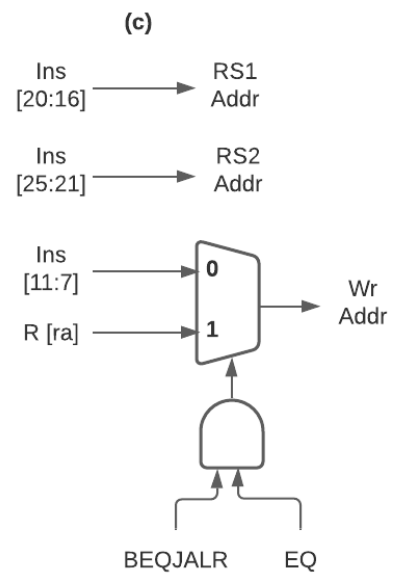 (c)
Ins
[20:16]
RS1
Addr
Ins
[25:21]
RS2
Addr
Ins
[11:7]
0
R [ra]
1
Wr
Addr
BEQJALR
EQ